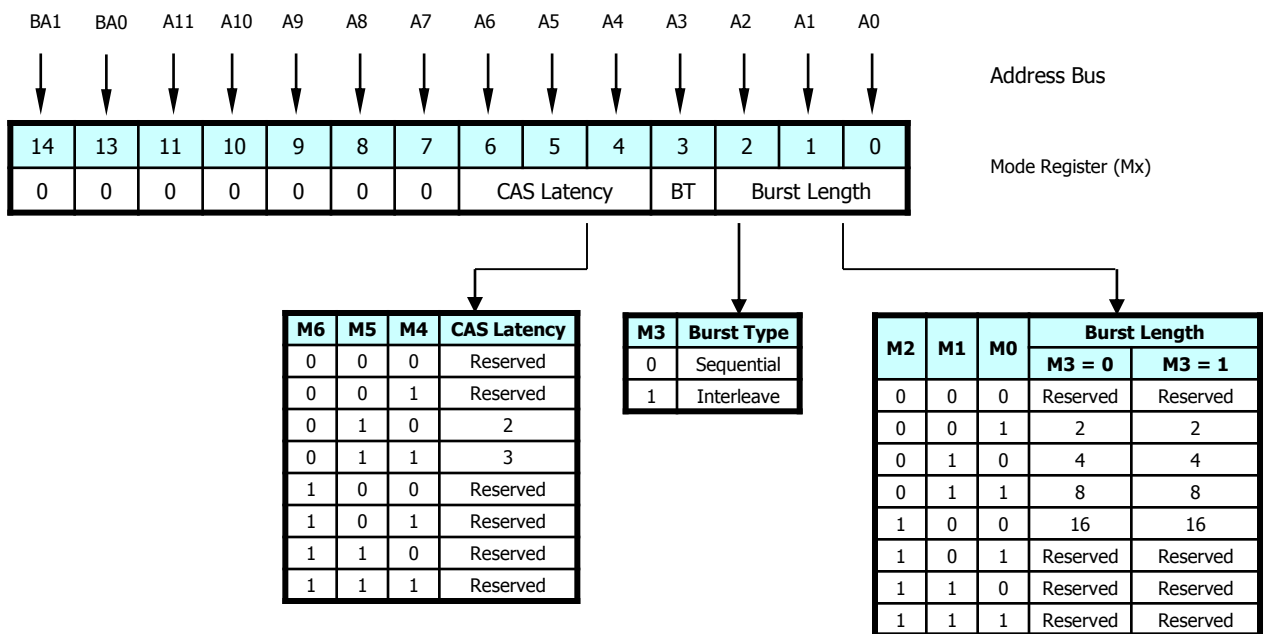 BA1 BA0 A11 A10 A9 A8 A7 A6 A5 A4 A3 A2 A1 A0
Address Bus
14 13 11 10 9 8 7 6 5 4 3 2 1 0
Mode Register (Mx)
0 0 0 0 0 0 0 CAS Latency BT Burst Length
M6 M5 M4 CAS Latency
0 0 0 Reserved
0 0 1 Reserved
0 1 0 2
0 1 1 3
1 0 0 Reserved
1 0 1 Reserved
1 1 0 Reserved
1 1 1 Reserved
M3 Burst Type
0 Sequential
1 Interleave
M2 M1 M0 Burst Length
M3 = 0 M3 = 1
0 0 0 Reserved Reserved
0 0 1 2 2
0 1 0 4 4
0 1 1 8 8
1 0 0 16 16
1 0 1 Reserved Reserved
1 1 0 Reserved Reserved
1 1 1 Reserved Reserved